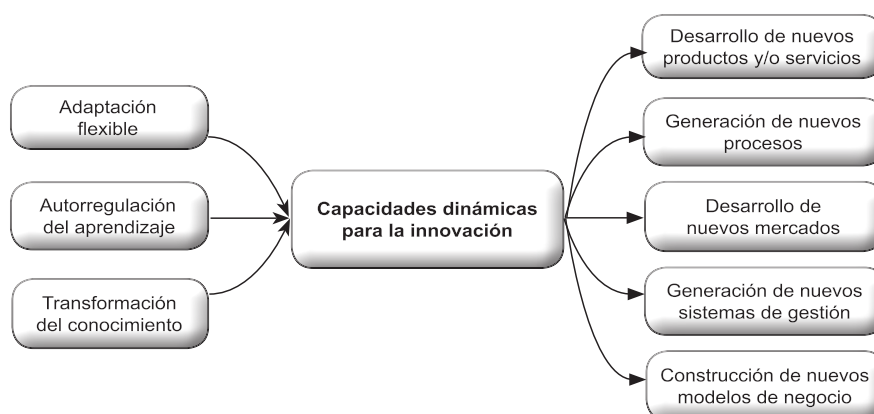 Adaptación
flexible
Autorregulación
del aprendizaje
Transformación
del conocimiento
Capacidades dinámicas
para la innovación
Desarrollo de nuevos
productos y/o servicios
Generación de nuevos
procesos
Desarrollo de
nuevos mercados
Generación de nuevos
sistemas de gestión
Construcción de nuevos
modelos de negocio